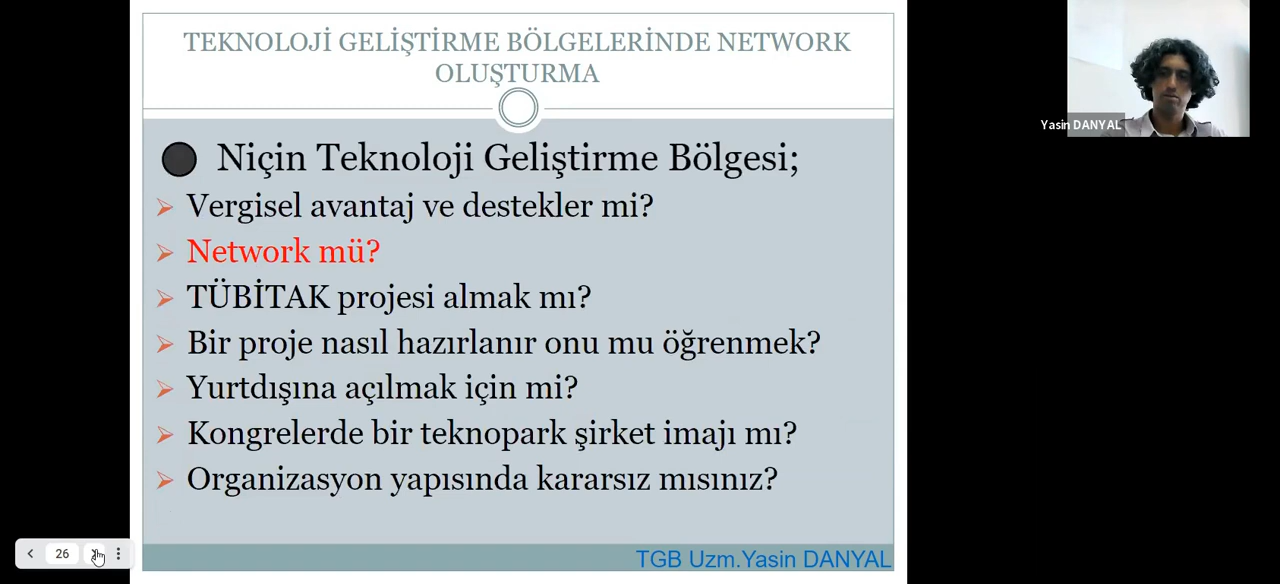 TEKNOLOJİ GELİŞTİRME BÖLGELERİNDE NETWORK
OLUŞTURMA
Niçin Teknoloji Geliştirme Bölgesi;
Vergisel avantaj ve destekler mi?
Network mü?
TÜBİTAK projesi almak mı?
Bir proje nasıl hazırlanır onu mu öğrenmek?
Yurtdışına açılmak için mi?
Kongrelerde bir teknopark şirket imajı mı?
Organizasyon yapısında kararsız mısınız?
TGB Uzm.Yasin DANYAL
26
Yasin DANYAL